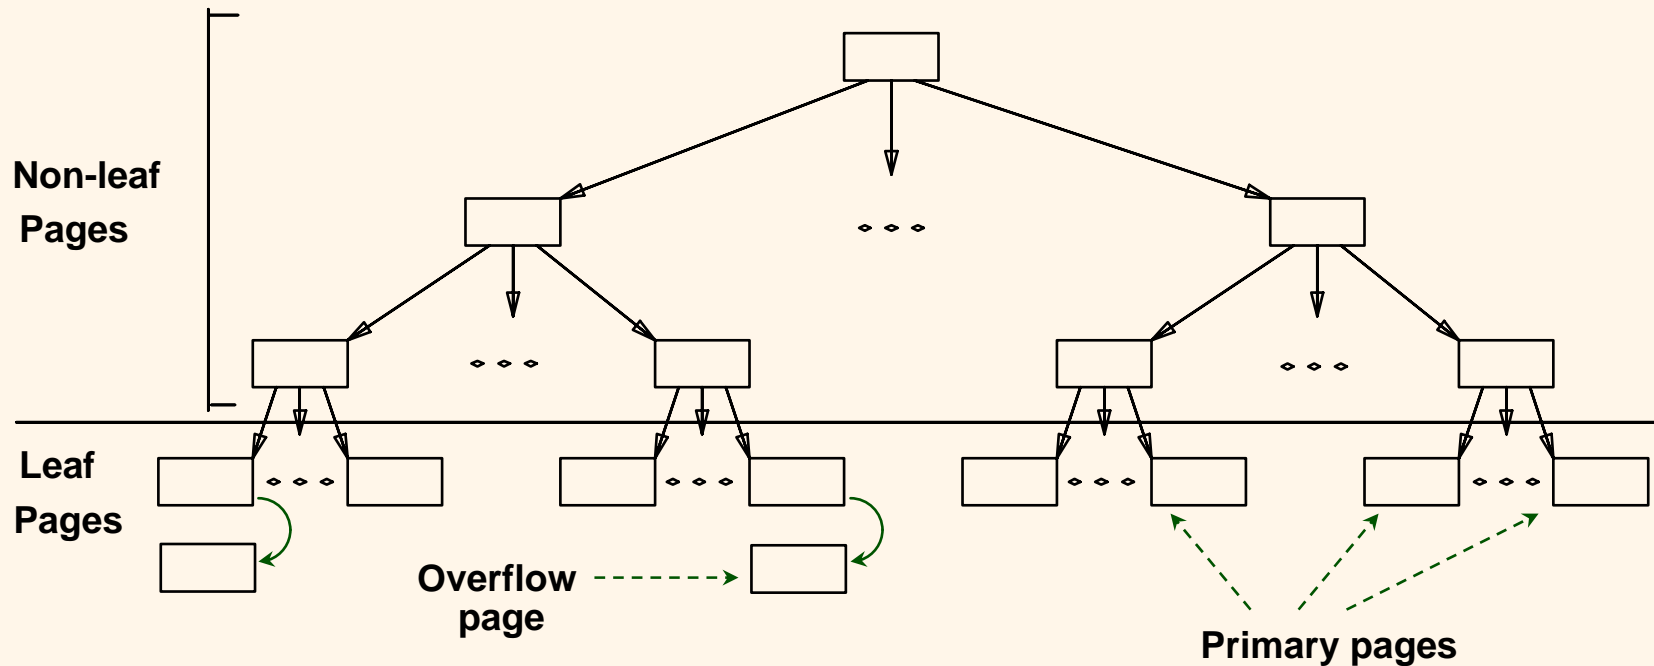 Non-leaf
Pages
Leaf
Pages
Overflow
page
Primary pages